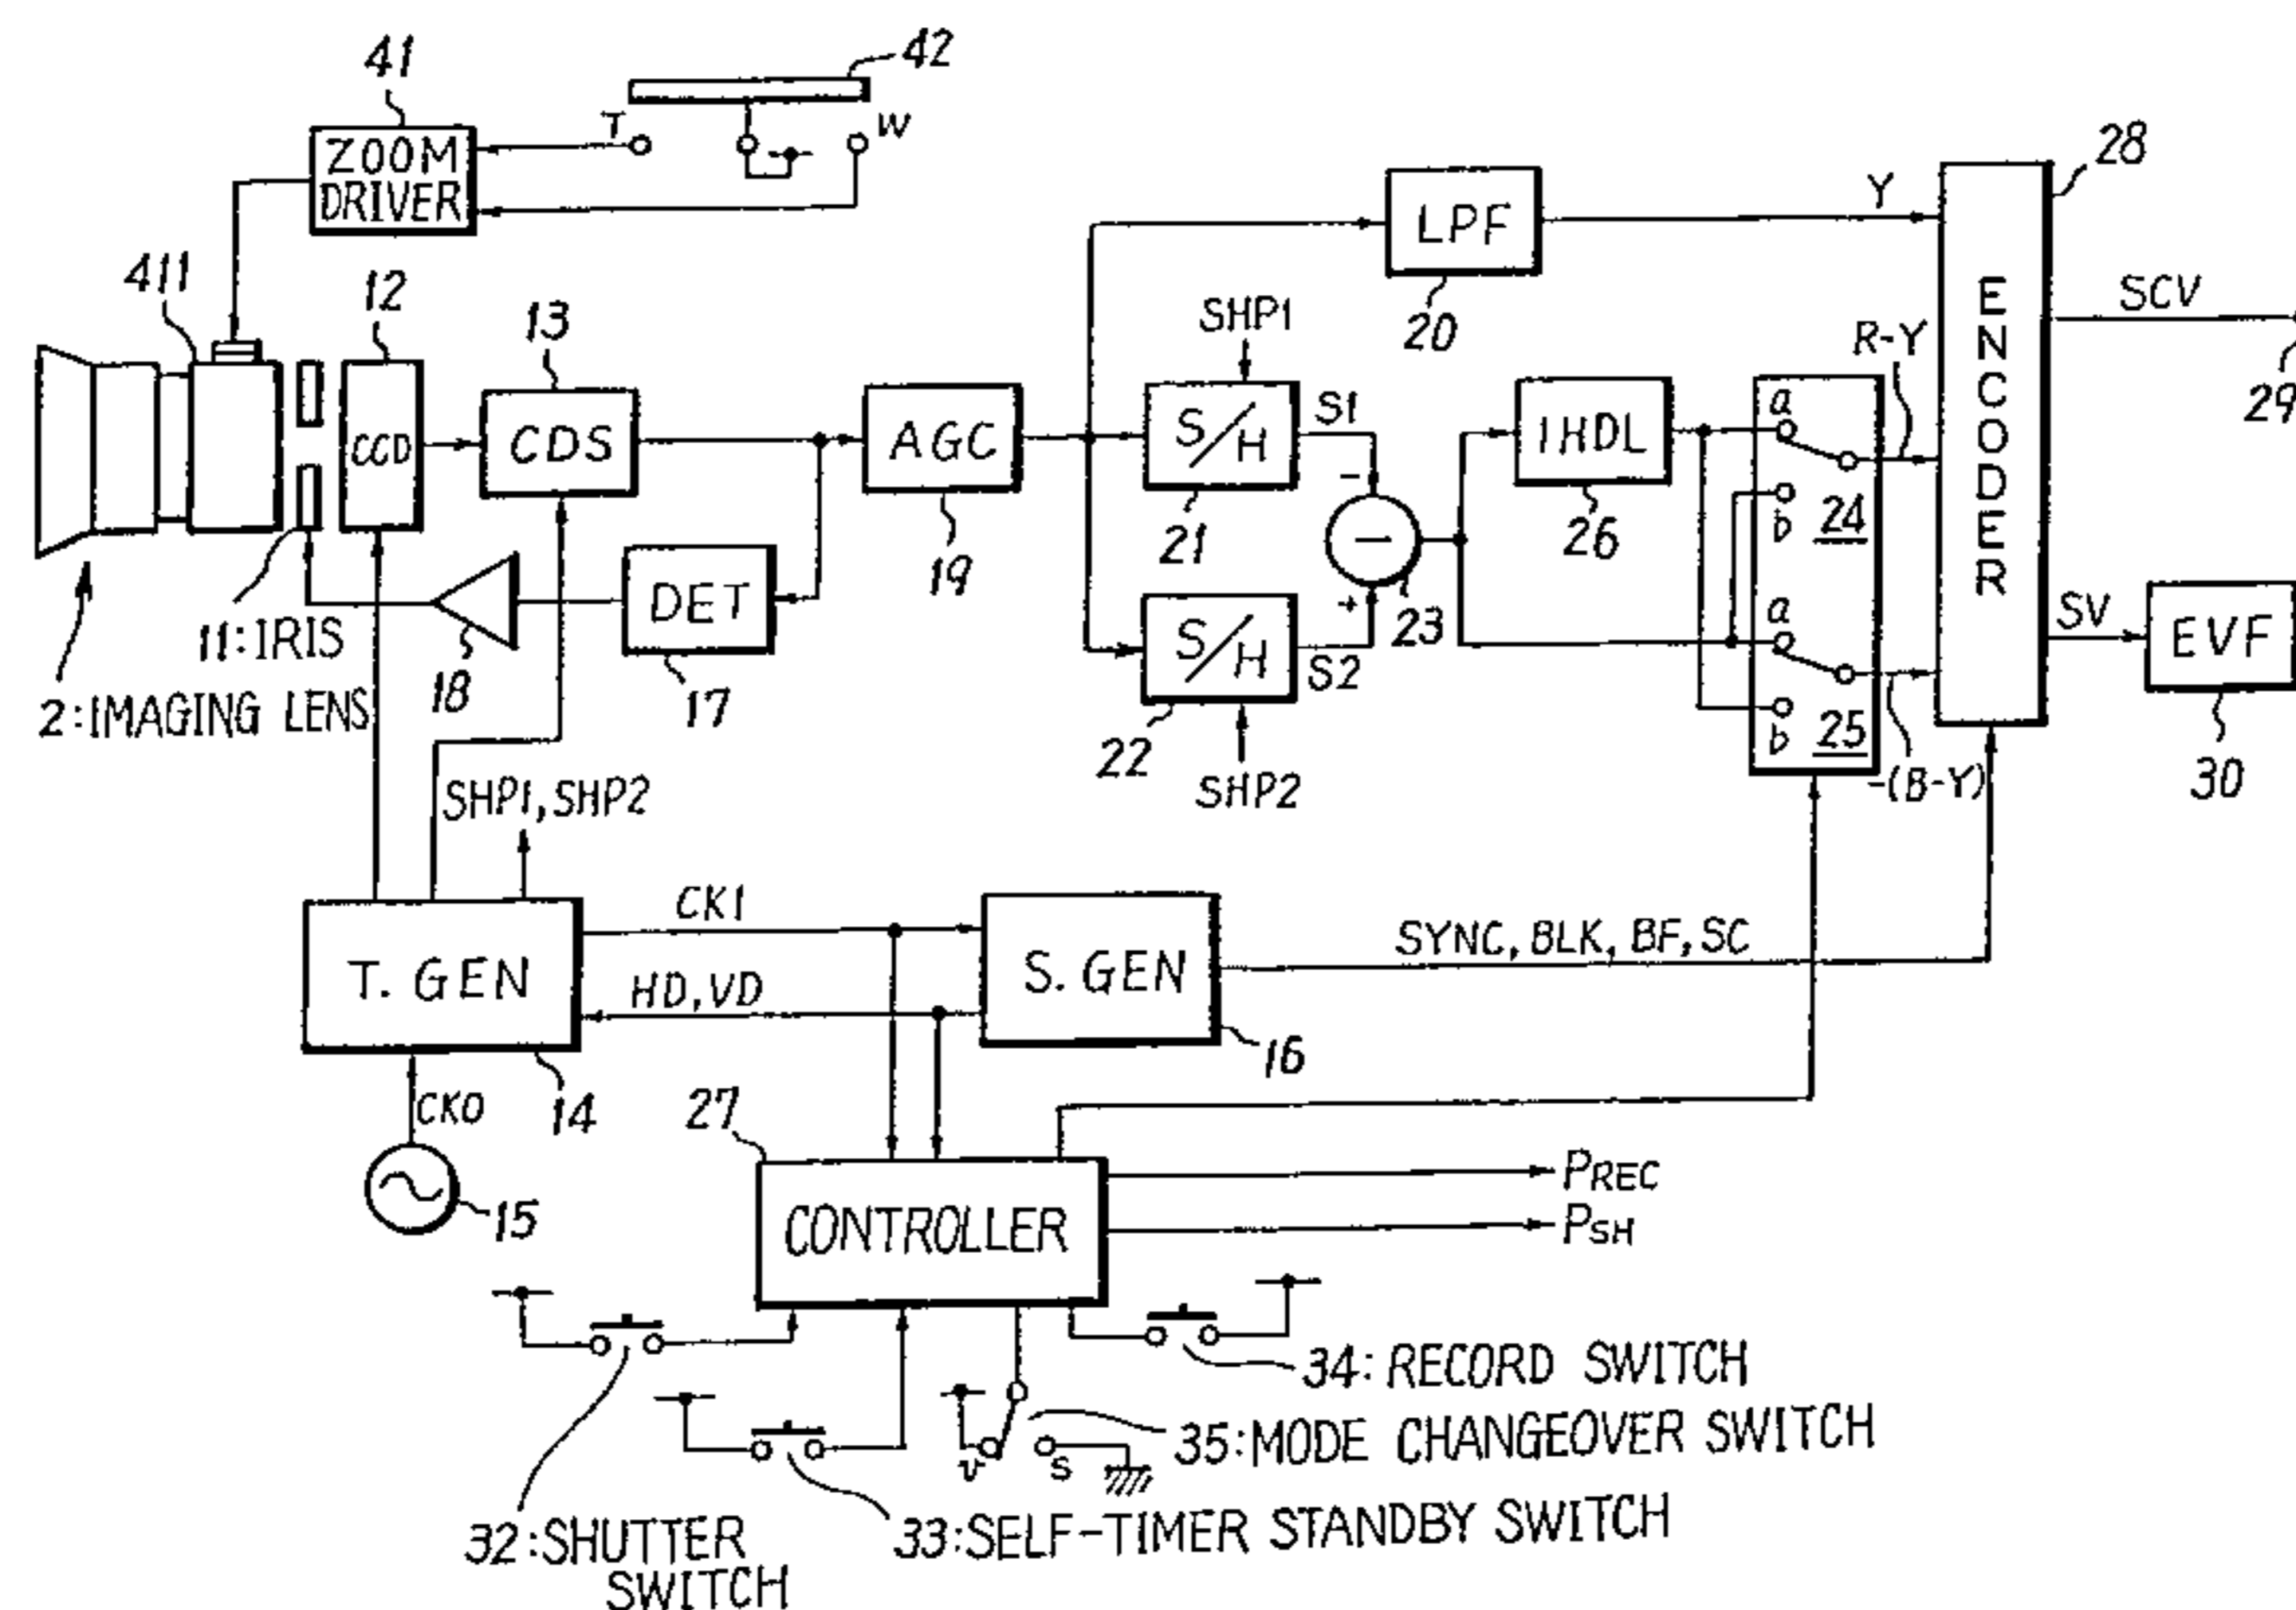 41
42
T
W
ZOOM
DRIVER
28
LPF
Y
411
12
13
SHP1
20
SCV
R-Y
29
ENCODER
CCD
CDS
AGC
S/H
S1
-
1HDL
a
b
24
21
26
19
DET
S/H
+
S2
23
a
b
25
SV
EVF
11:IRIS
18
17
2:IMAGING LENS
22
SHP2
-(B-Y)
30
SHP1, SHP2
CK1
T. GEN
S. GEN
SYNC, BLK, BF, SC
HD, VD
16
14
CK0
27
15
CONTROLLER
PREC
PSH
34: RECORD SWITCH
35:MODE CHANGEOVER SWITCH
v
S
32:SHUTTER
SWITCH
33:SELF-TIMER STANDBY SWITCH